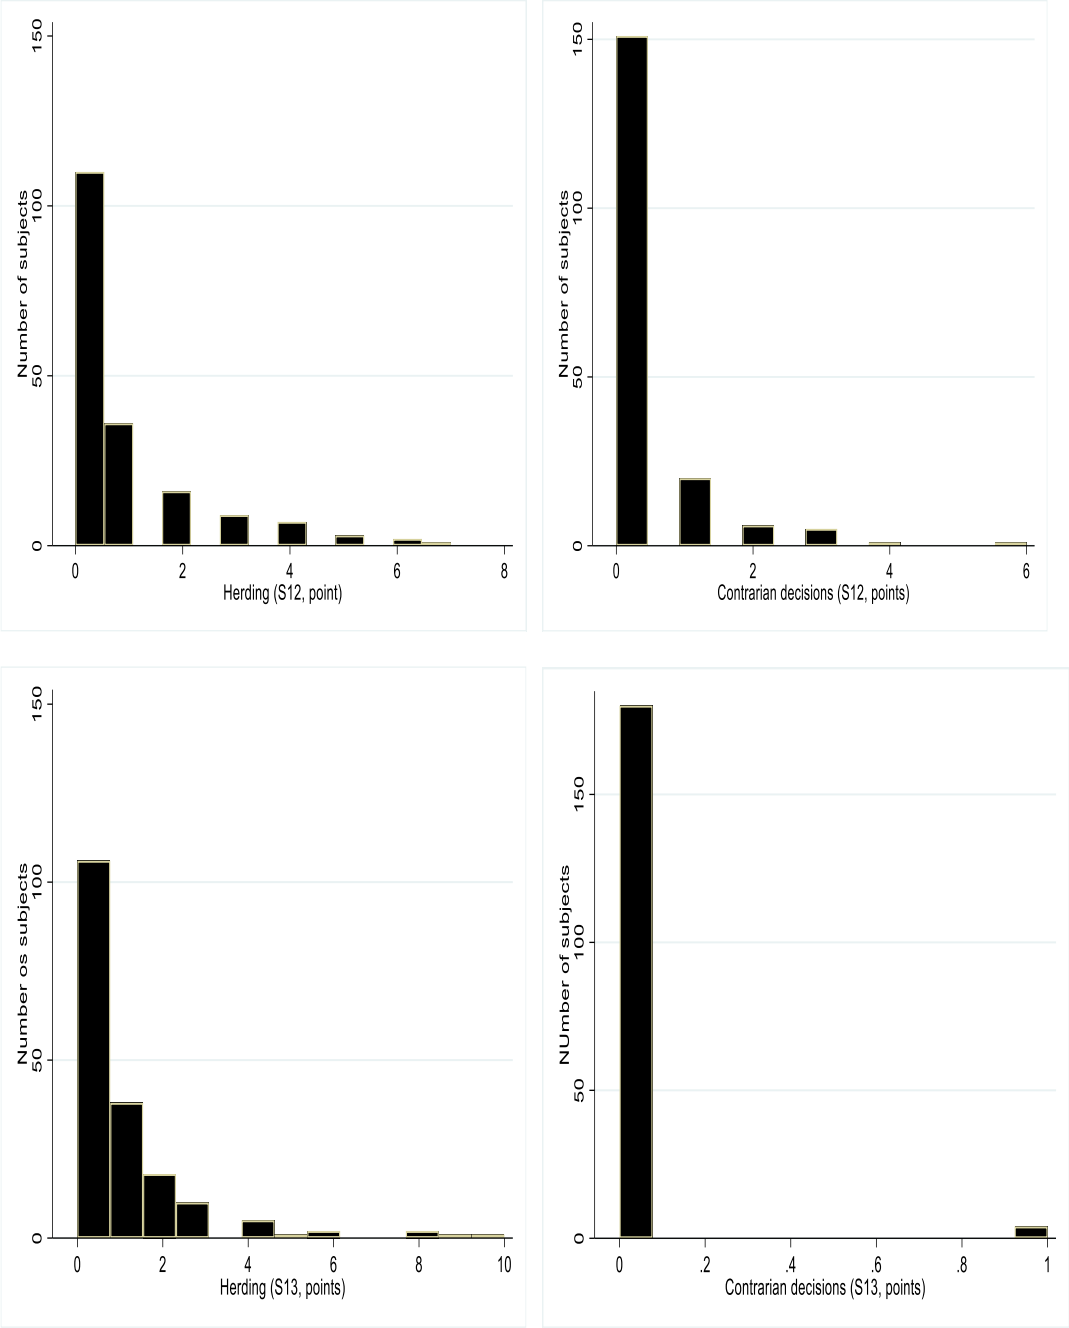 Number of subjects
150
100
50
0
0 2 4 6 8
Herding (S12, point)
Number of subjects
150
100
50
0
0 2 4 6
Contrarian decisions (S12, points)
Number os subjects
150
100
50
0
0 2 4 6 8 10
Herding (S13, points)
NUmber of subjects
150
100
50
0
0 .2 .4 .6 .8 1
Contrarian decisions (S13, points)